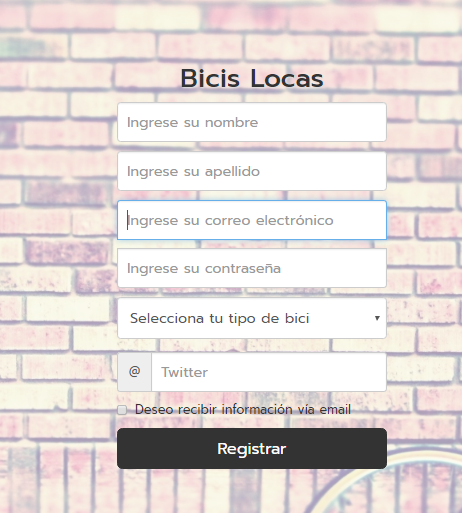 Bicis Locas
Ingrese su nombre
Ingrese su apellido
Ingrese su correo electrónico
Ingrese su contraseña
Selecciona tu tipo de bici
@ Twitter
Deseo recibir información vía email
Registrar